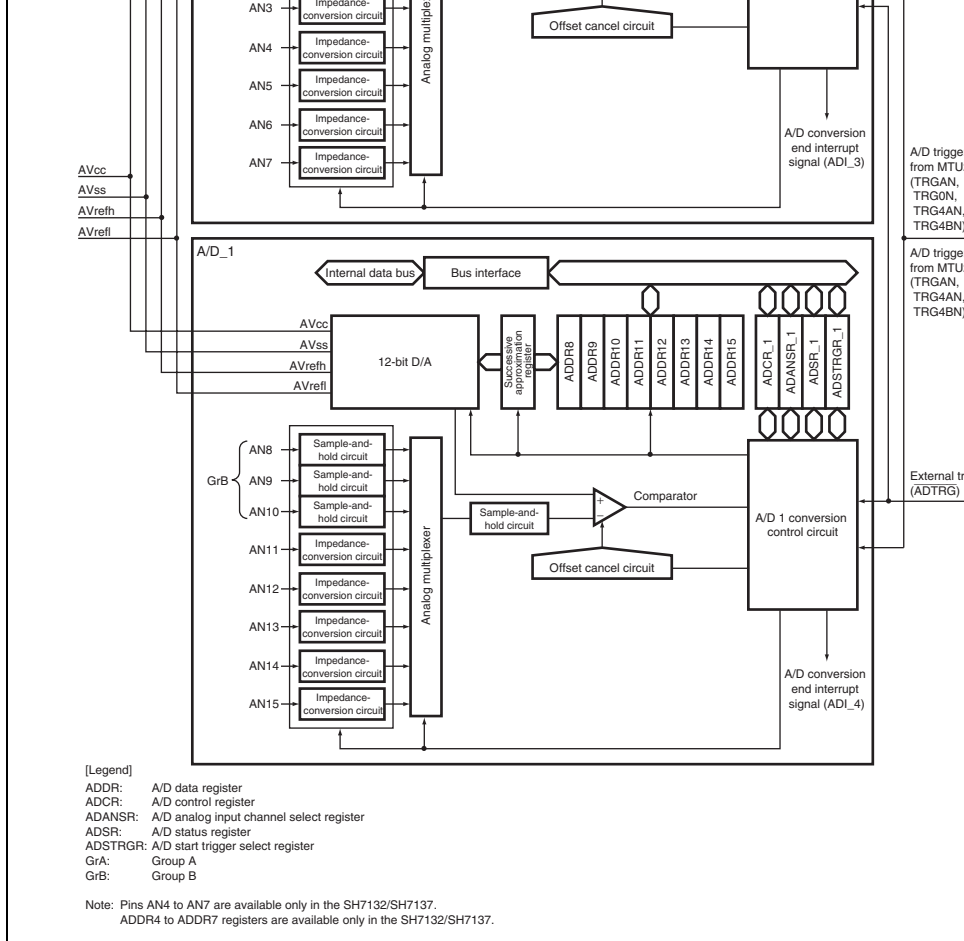 AN3
Impedance-
conversion circuit
AN4
Impedance-
conversion circuit
AN5
Impedance-
conversion circuit
AN6
Impedance-
conversion circuit
AN7
Impedance-
conversion circuit
Offset cancel circuit
A/D conversion
end interrupt
signal (ADI_3)
AVcc
AVss
AVrefh
AVrefl
A/D
from
(TRGAN,
TRG0N,
TRG4AN,
TRG4BN)
A/D
from
(TRGAN,
TRG4AN,
TRG4BN)
A/D_1
Internal data bus
Bus interface
AVcc
AVss
AVrefh
AVrefl
12-bit D/A
Successive
approximation
register
ADDR8
ADDR9
ADDR10
ADDR11
ADDR12
ADDR13
ADDR14
ADDR15
ADCR_1
ADANSR_1
ADSR_1
ADSTRGR_1
GrB
AN8
Sample-and-
hold circuit
AN9
Sample-and-
hold circuit
AN10
Sample-and-
hold circuit
AN11
Impedance-
conversion circuit
AN12
Impedance-
conversion circuit
AN13
Impedance-
conversion circuit
AN14
Impedance-
conversion circuit
AN15
Impedance-
conversion circuit
Analog multiplexer
Sample-and-
hold circuit
+
−
Comparator
Offset cancel circuit
A/D 1 conversion
control circuit
External
(ADTRG)
A/D conversion
end interrupt
signal (ADI_4)
[Legend]
ADDR: A/D data register
ADCR: A/D control register
ADANSR: A/D analog input channel select register
ADSR: A/D status register
ADSTRGR: A/D start trigger select register
GrA: Group A
GrB: Group B
Note: Pins AN4 to AN7 are available only in the SH7132/SH7137.
ADDR4 to ADDR7 registers are available only in the SH7132/SH7137.